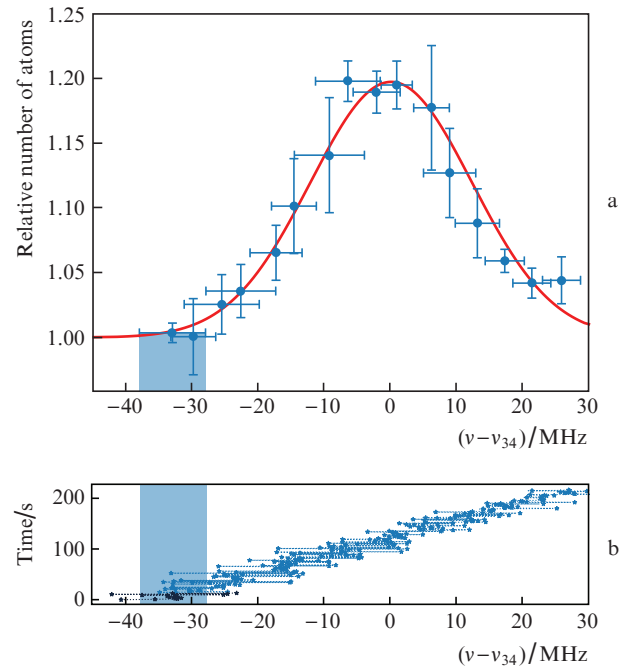 Relative number of atoms
1.25
1.20
1.15
1.10
1.05
1.00
−40 −30 −20 −10 0 10 20 30
(ν−ν34)/MHz
a
Time/s
200
100
0
−40 −30 −20 −10 0 10 20 30
(ν−ν34)/MHz
b